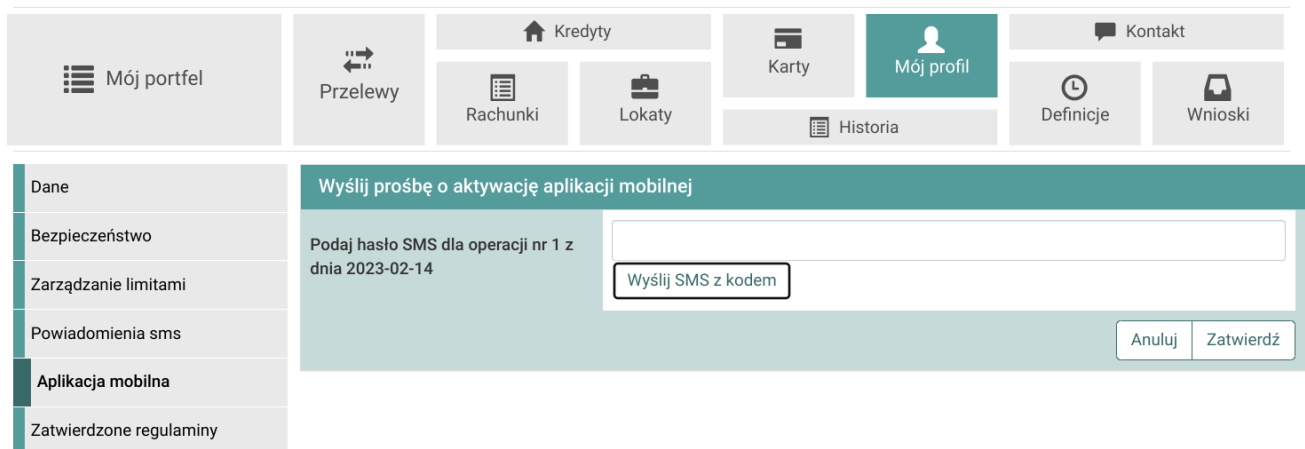 Mój portfel
Przelewy
Kredyty
Rachunki
Lokaty
Karty
Mój profil
Historia
Kontakt
Definicje
Wnioski
Dane
Bezpieczeństwo
Zarządzanie limitami
Powiadomienia sms
Aplikacja mobilna
Zatwierdzone regulaminy
Wyślij prośbę o aktywację aplikacji mobilnej
Podaj hasło SMS dla operacji nr 1 z
dnia 2023-02-14
Wyślij SMS z kodem
Anuluj
Zatwierdź